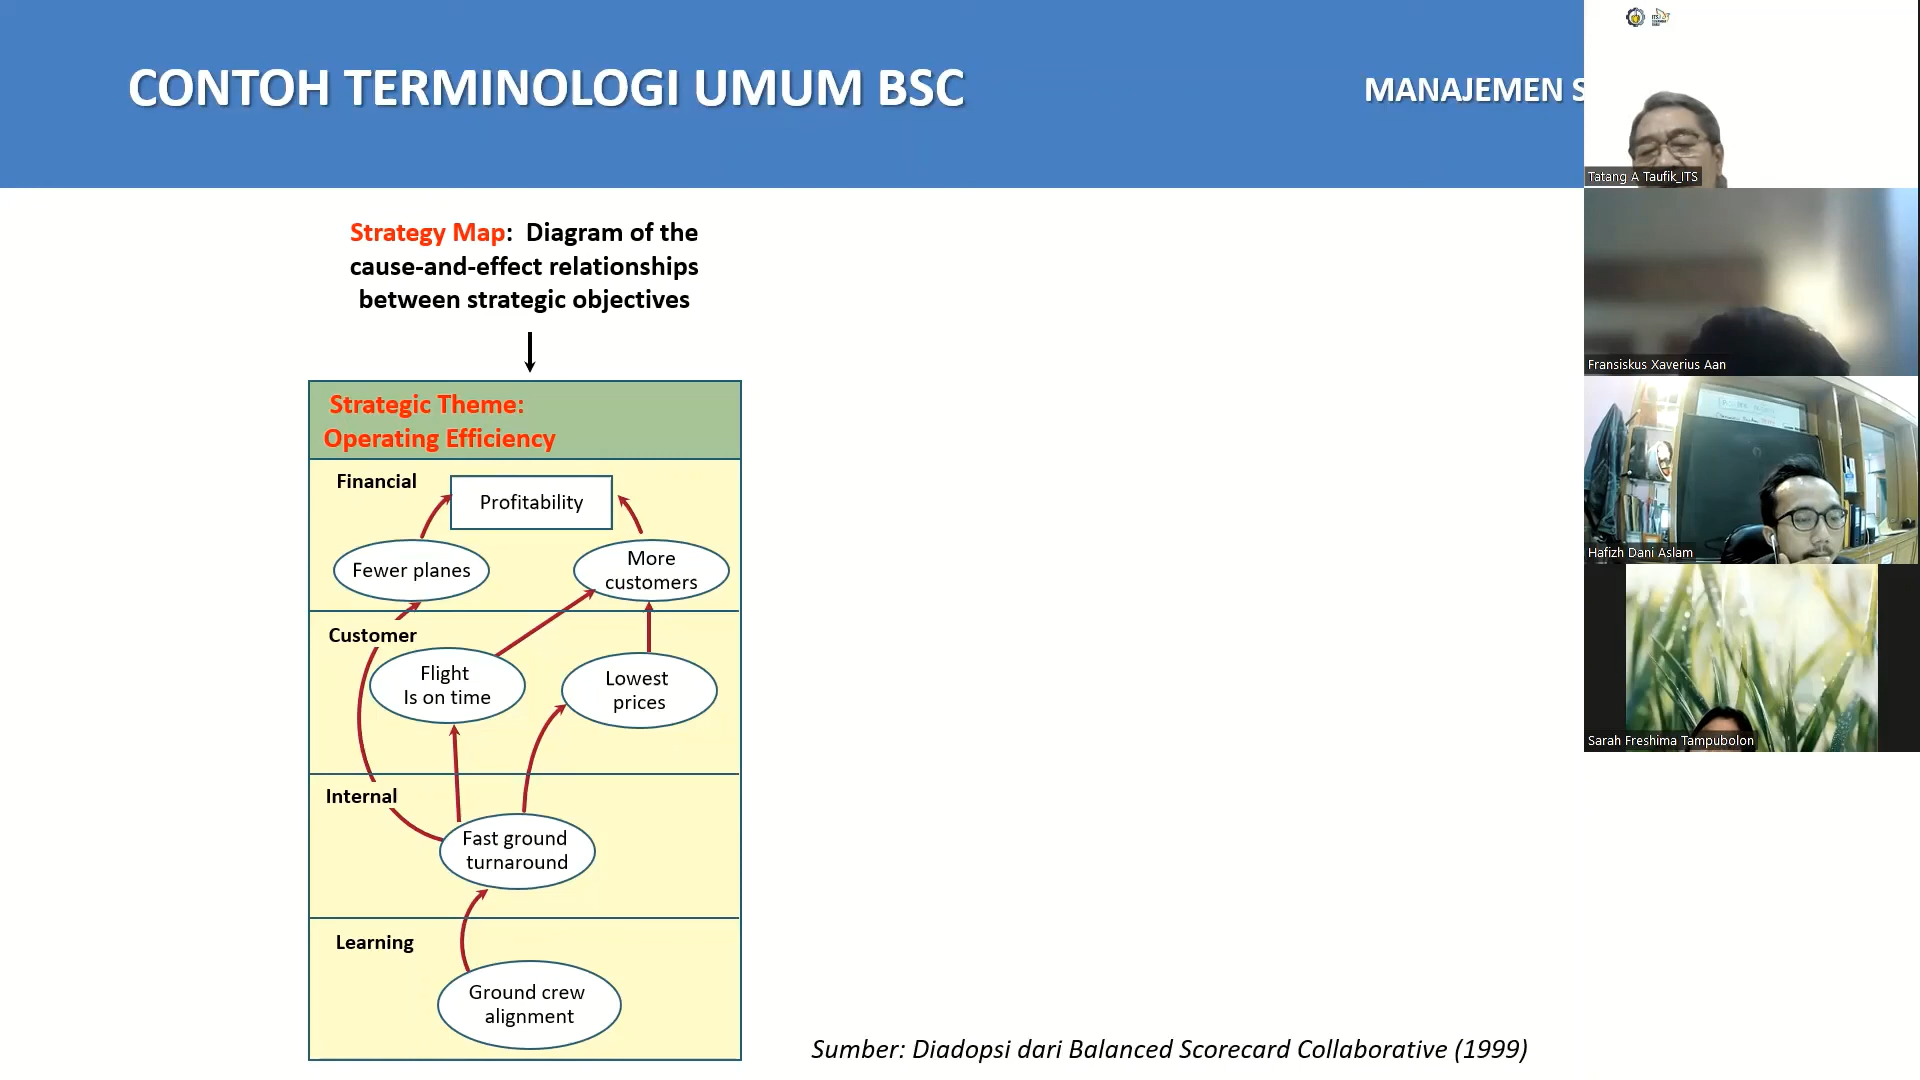 CONTOH TERMINOLOGI UMUM BSC
MANAJEMEN S
Strategy Map: Diagram of the
cause-and-effect relationships
between strategic objectives
Strategic Theme:
Operating Efficiency
Financial
Profitability
Fewer planes
More
customers
Customer
Flight
Is on time
Lowest
prices
Internal
Fast ground
turnaround
Learning
Ground crew
alignment
Sumber: Diadopsi dari Balanced Scorecard Collaborative (1999)
Tatang A Taufik_ITS
Fransiskus Xaverius Aan
Hafizh Dani Aslam
Sarah Freshima Tampubolon